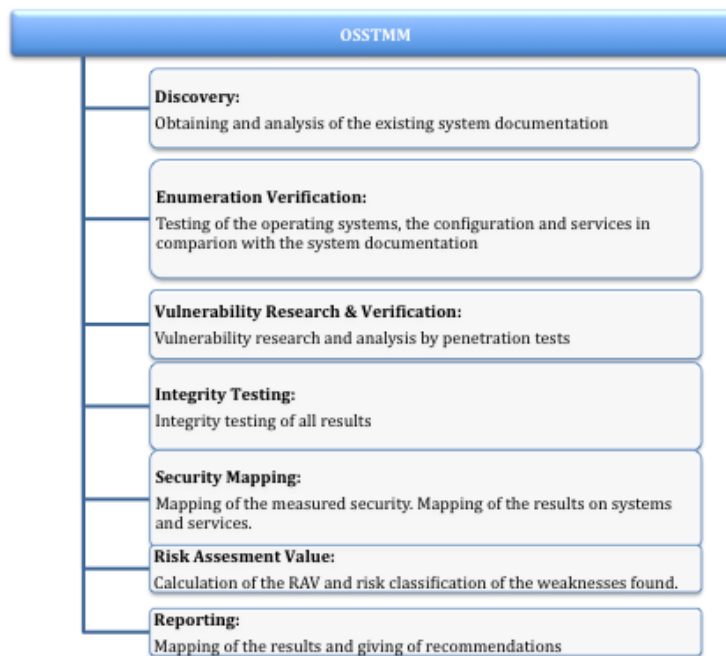 OSSTMM
Discovery:
Obtaining and analysis of the existing system documentation
Enumeration Verification:
Testing of the operating systems, the configuration and services in
comparion with the system documentation
Vulnerability Research & Verification:
Vulnerability research and analysis by penetration tests
Integrity Testing:
Integrity testing of all results
Security Mapping:
Mapping of the measured security. Mapping of the results on systems
and services.
Risk Assesment Value:
Calculation of the RAV and risk classification of the weaknesses found.
Reporting:
Mapping of the results and giving of recommendations